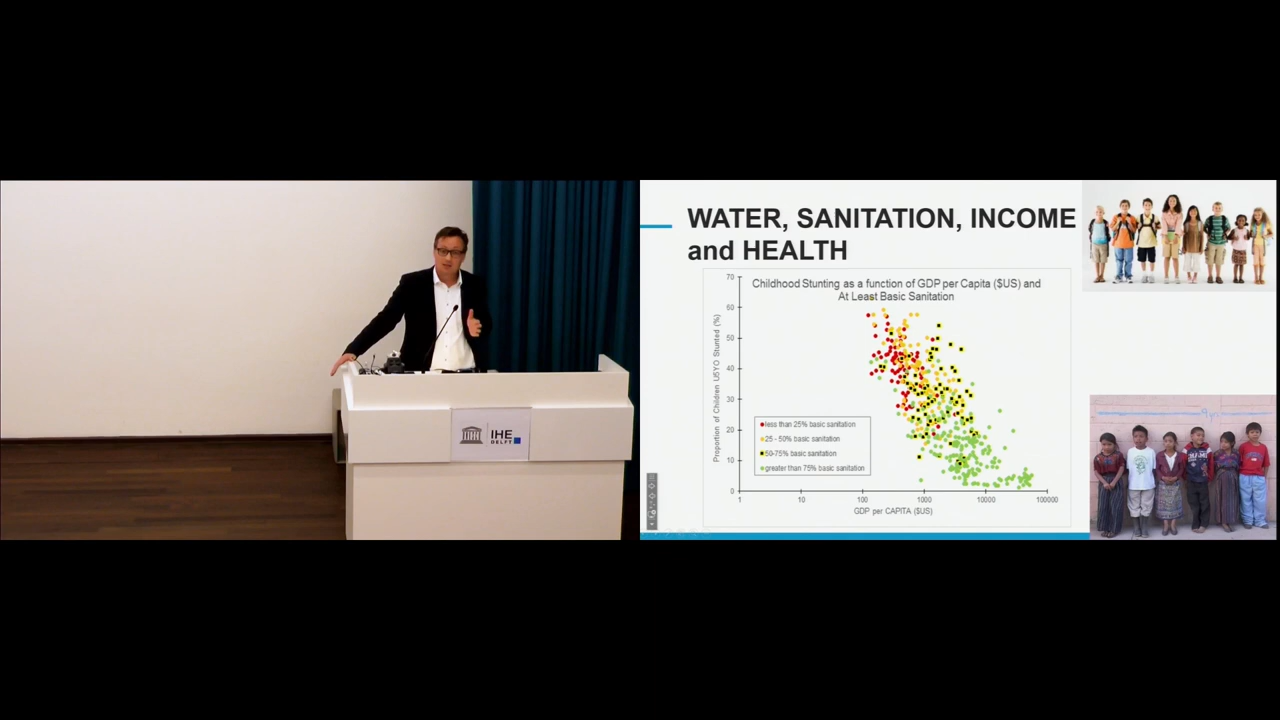 IHE
DELFT
WATER, SANITATION, INCOME
and HEALTH
Childhood Stunting as a function of GDP per Capita ($US) and
At Least Basic Sanitation
Proportion of Children U5YO Stunted (%)
70
60
50
40
30
20
10
0
less than 25% basic sanitation
25 - 50% basic sanitation
50-75% basic sanitation
greater than 75% basic sanitation
1 10 100 1000 10000 100000
GDP per CAPITA ($US)